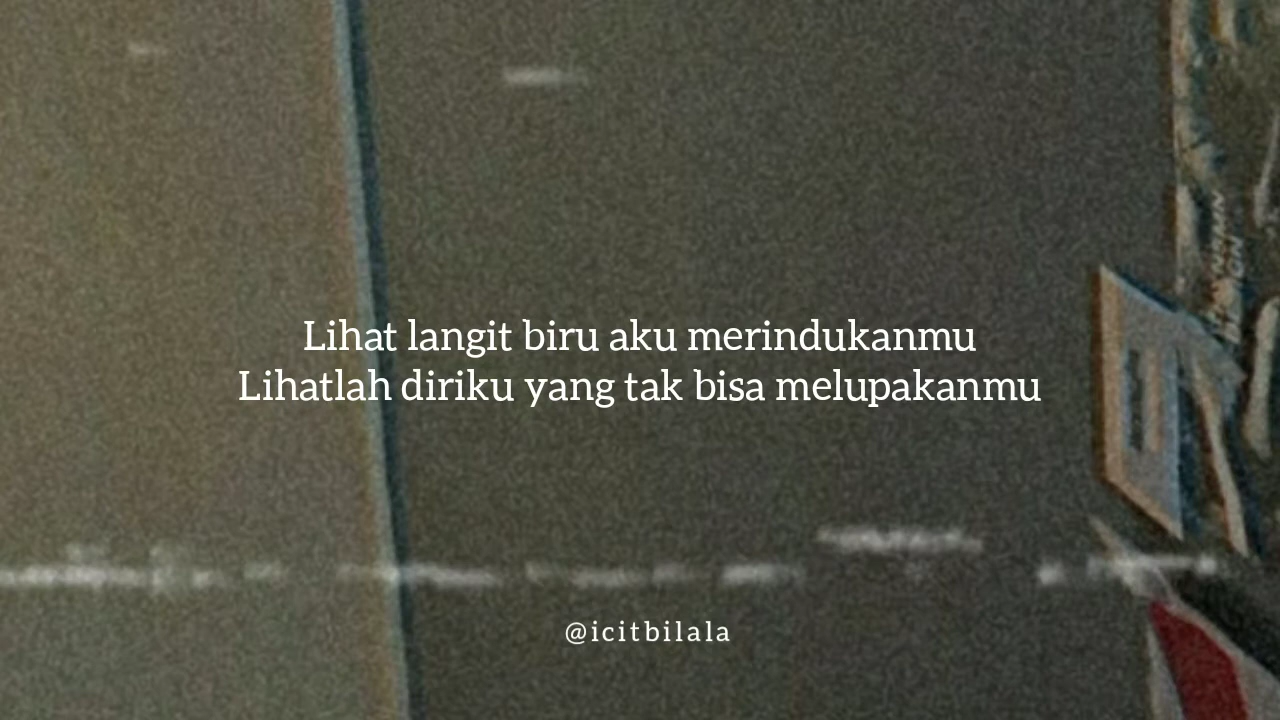 Lihat langit biru aku merindukanmu
Lihatlah diriku yang tak bisa melupakanmu
@icitbilala